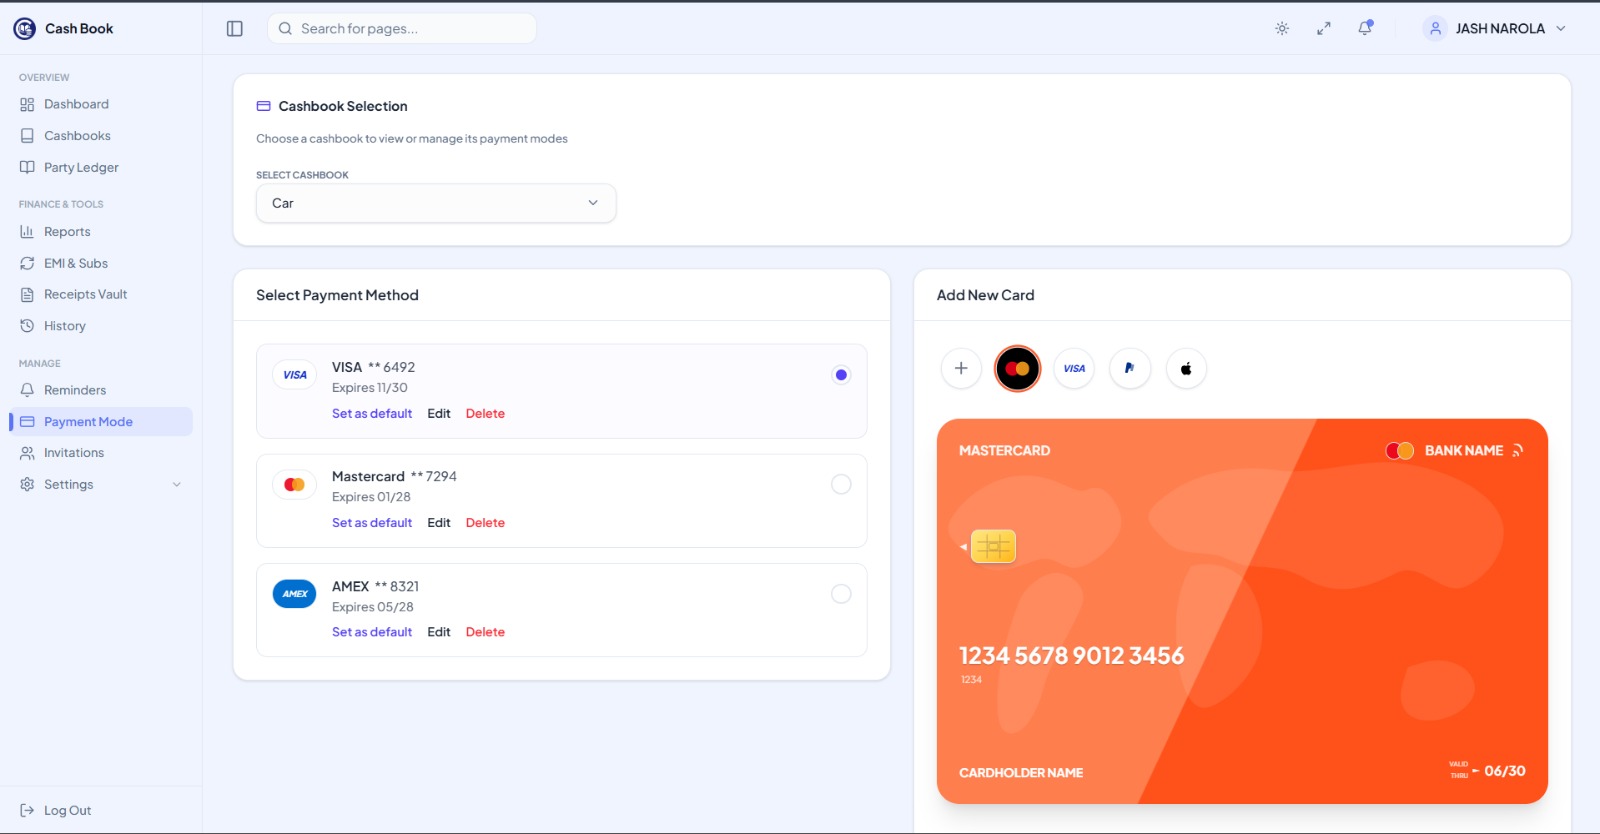 Cash Book
Search for pages...
JASH NAROLA
OVERVIEW
Dashboard
Cashbooks
Party Ledger
FINANCE & TOOLS
Reports
EMI & Subs
Receipts Vault
History
MANAGE
Reminders
Payment Mode
Invitations
Settings
Log Out
Cashbook Selection
Choose a cashbook to view or manage its payment modes
SELECT CASHBOOK
Car
Select Payment Method
VISA
VISA ** 6492
Expires 11/30
Set as default Edit Delete
Mastercard ** 7294
Expires 01/28
Set as default Edit Delete
AMEX
AMEX ** 8321
Expires 05/28
Set as default Edit Delete
Add New Card
VISA
MASTERCARD
BANK NAME
1234 5678 9012 3456
1234
CARDHOLDER NAME
VALID
THRU
06/30